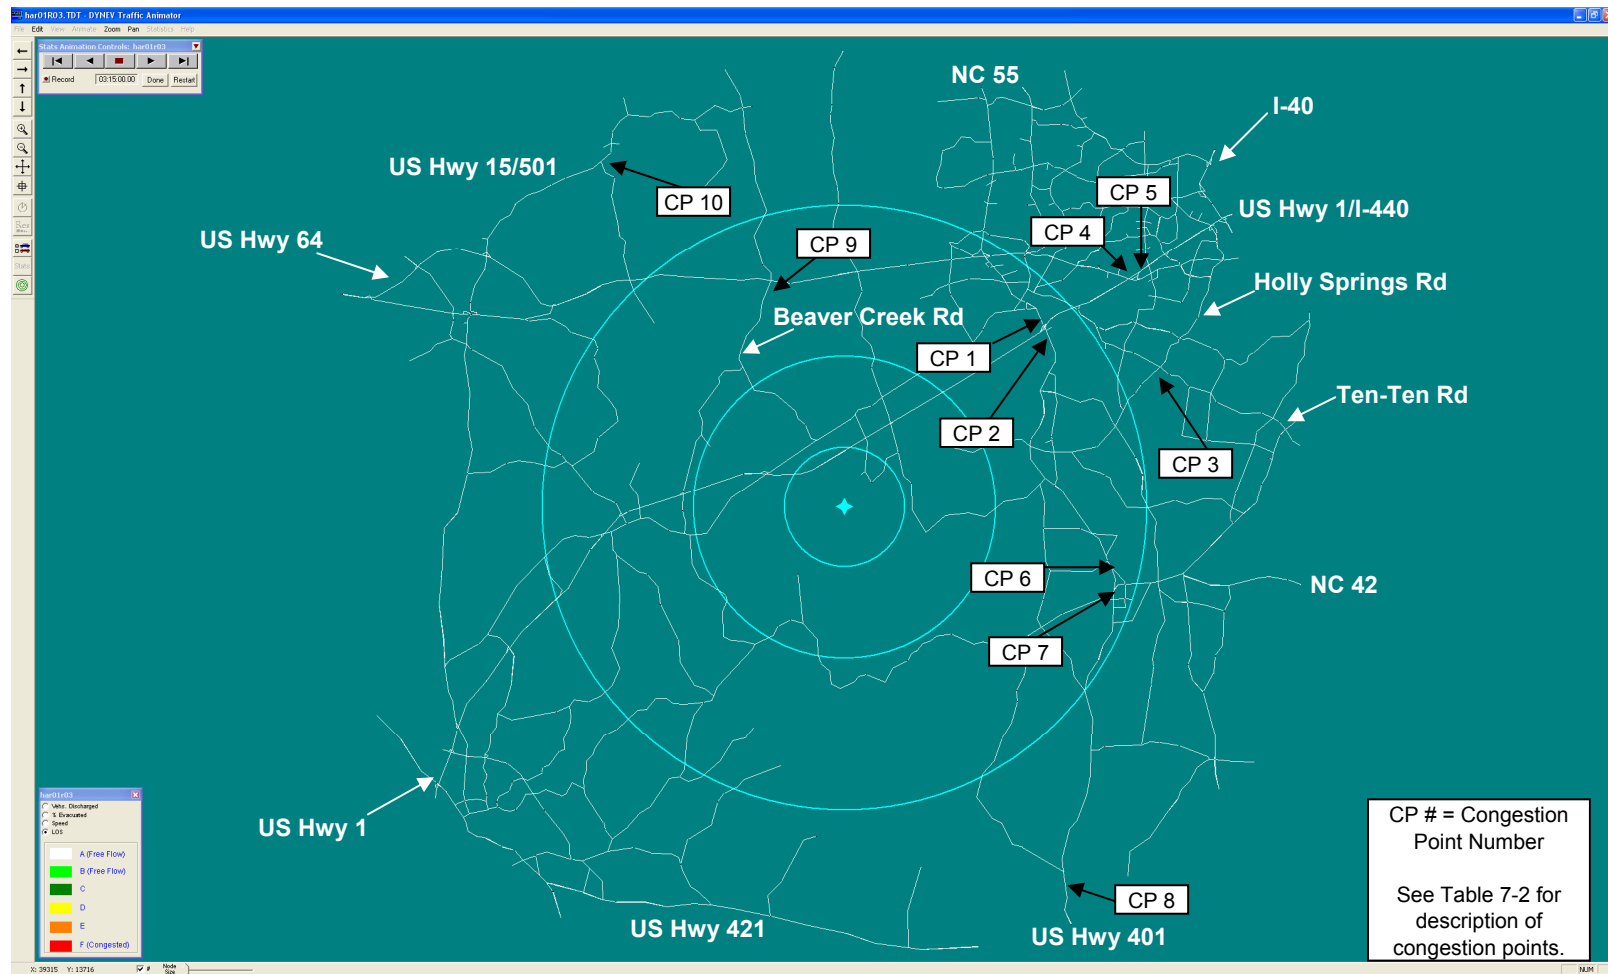 har01R03.TDT - DYNEV Traffic Animator
File Edit View Animate Zoom Pan Statistics Help
Stats Animation Controls: har01r03
Record 03:15:00.00 Done Restart
NC 55
I-40
US Hwy 15/501
CP 10
CP 5
US Hwy 1/I-440
CP 4
US Hwy 64
CP 9
Holly Springs Rd
Beaver Creek Rd
CP 1
Ten-Ten Rd
CP 2
CP 3
CP 6
NC 42
CP 7
US Hwy 1
US Hwy 421
CP 8
US Hwy 401
har01r03
Vehs. Discharged
% Evacuated
Speed
LOS
A (Free Flow)
B (Free Flow)
C
D
E
F (Congested)
CP # = Congestion
Point Number
See Table 7-2 for
description of
congestion points.
Stats
X: 39315 Y: 13716
# Node
Size
NUM